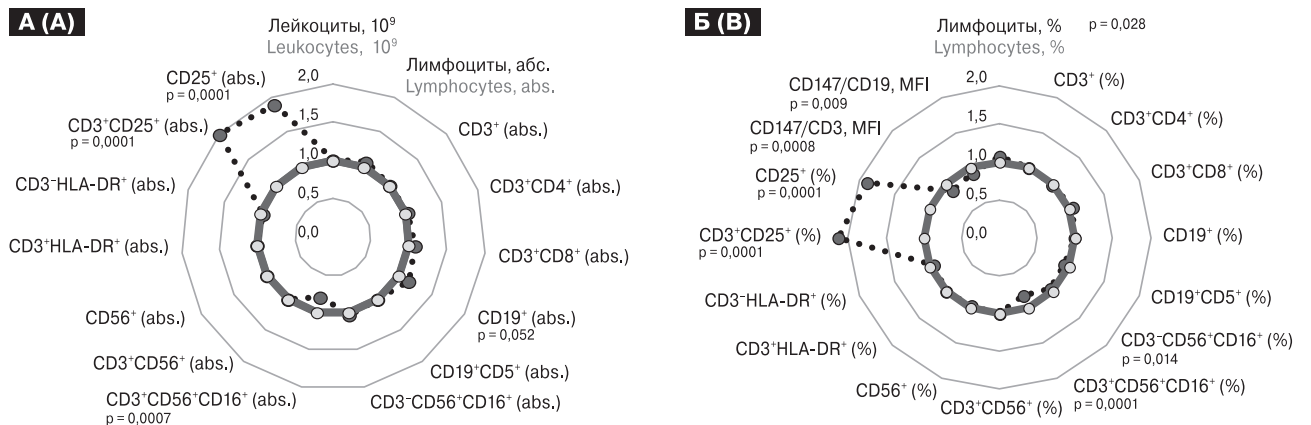 А (A)
Лейкоциты, 10⁹
Leukocytes, 10⁹
Лимфоциты, абс.
Lymphocytes, abs.
CD3⁺ (abs.)
CD3⁺CD4⁺ (abs.)
CD3⁺CD8⁺ (abs.)
CD19⁺ (abs.)
p = 0,052
CD19⁺CD5⁺ (abs.)
CD3⁻CD56⁺CD16⁺ (abs.)
CD3⁺CD56⁺CD16⁺ (abs.)
p = 0,0007
CD3⁺CD56⁺ (abs.)
CD56⁺ (abs.)
CD3⁺HLA-DR⁺ (abs.)
CD3⁻HLA-DR⁺ (abs.)
CD3⁺CD25⁺ (abs.)
p = 0,0001
CD25⁺ (abs.)
p = 0,0001
2,0
1,5
1,0
0,5
0,0
Б (B)
Лимфоциты, % p = 0,028
Lymphocytes, %
CD3⁺ (%)
CD3⁺CD4⁺ (%)
CD3⁺CD8⁺ (%)
CD19⁺ (%)
CD19⁺CD5⁺ (%)
CD3⁻CD56⁺CD16⁺ (%)
p = 0,014
CD3⁺CD56⁺CD16⁺ (%)
p = 0,0001
CD3⁺CD56⁺ (%)
CD56⁺ (%)
CD3⁺HLA-DR⁺ (%)
CD3⁻HLA-DR⁺ (%)
CD3⁺CD25⁺ (%)
p = 0,0001
CD25⁺ (%)
p = 0,0001
CD147/CD3, MFI
p = 0,0008
CD147/CD19, MFI
p = 0,009
2,0
1,5
1,0
0,5
0,0